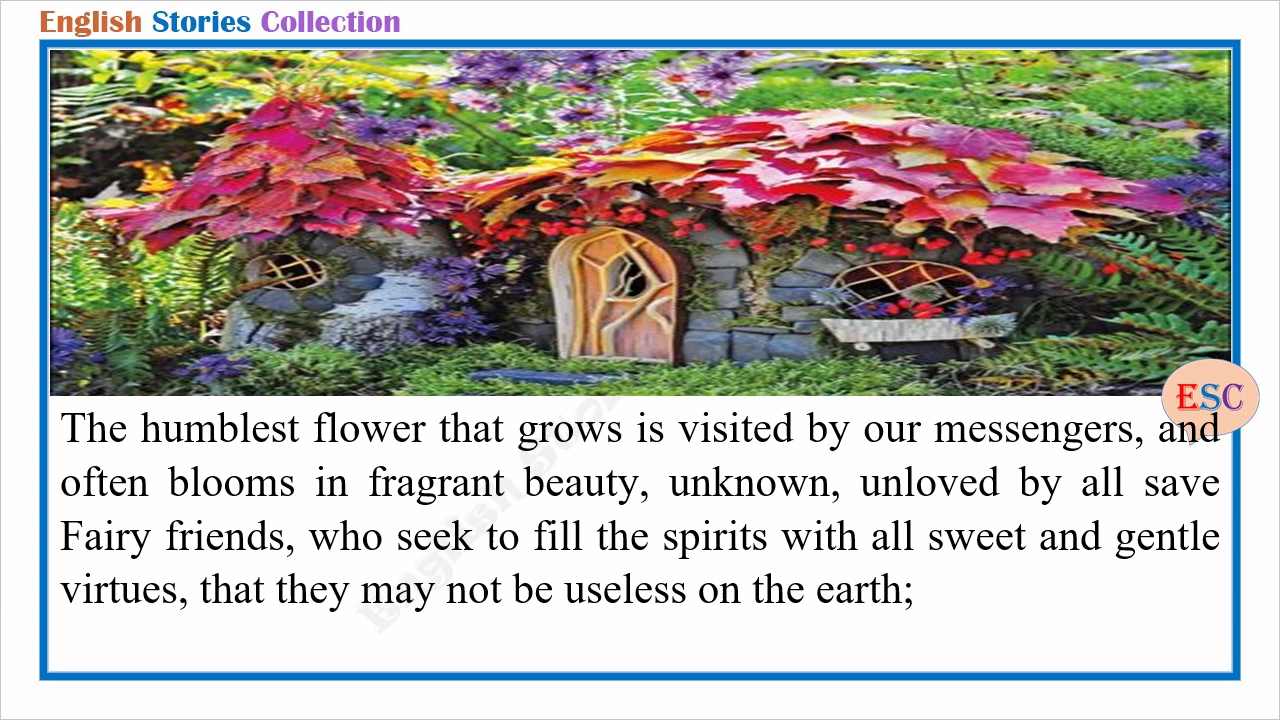 English Stories Collection
ESC
The humblest flower that grows is visited by our messengers, and
often blooms in fragrant beauty, unknown, unloved by all save
Fairy friends, who seek to fill the spirits with all sweet and gentle
virtues, that they may not be useless on the earth;